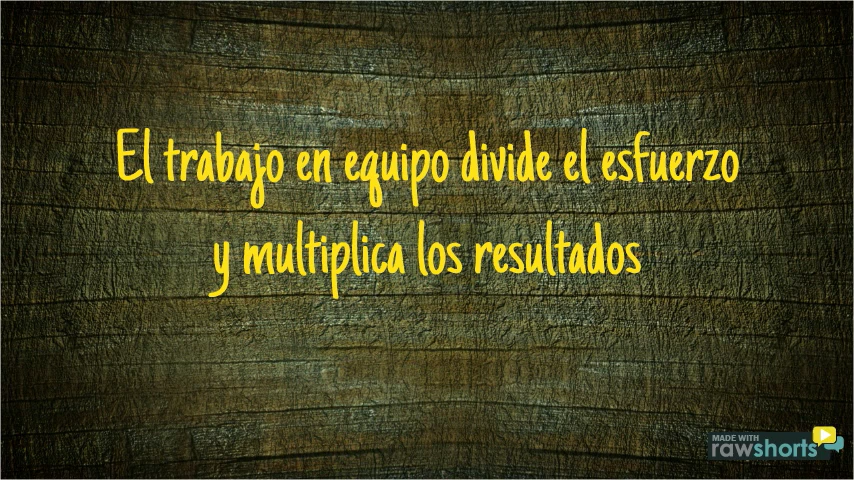 El trabajo en equipo divide el esfuerzo
y multiplica los resultados
MADE WITH
rawshorts